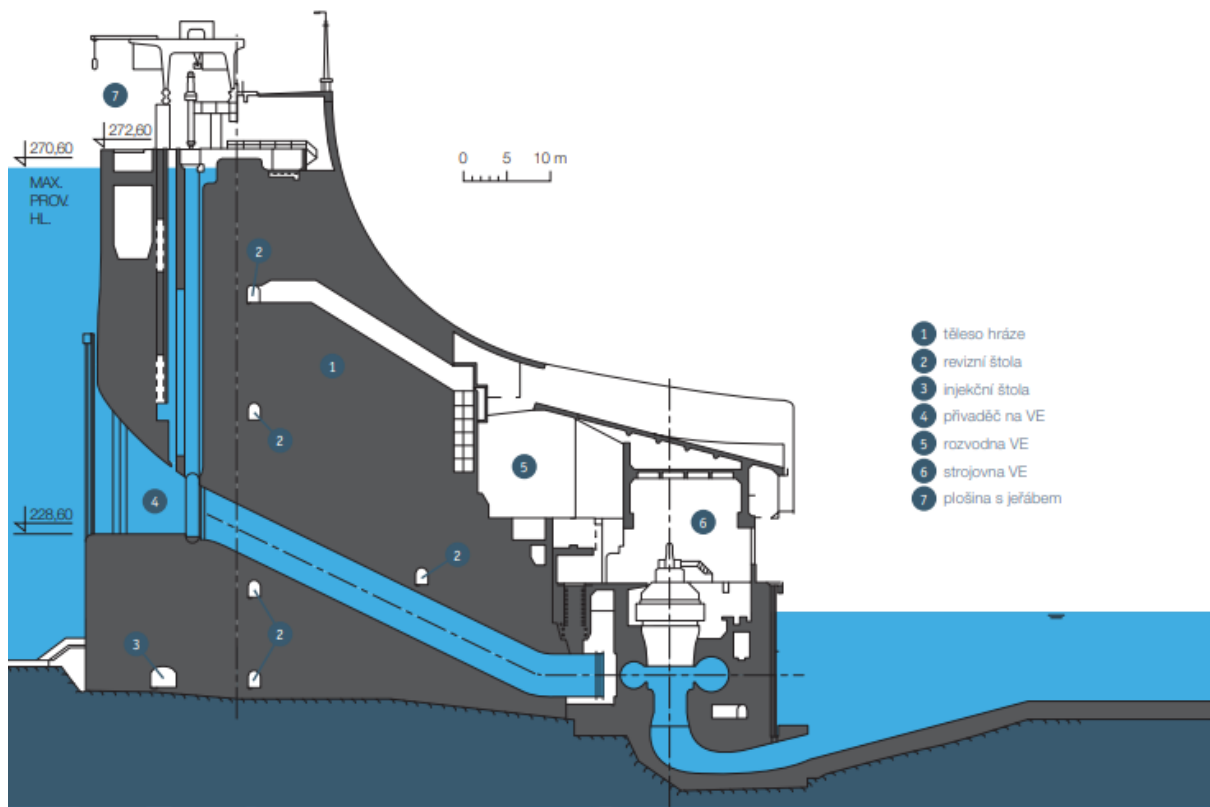 7
272,60
270,60
MAX.
PROV.
HL.
0 5 10 m
2
2
1
2
5
4
6
228,60
2
2
3
1 těleso hráze
2 revizní štola
3 injekční štola
4 přivaděč na VE
5 rozvodna VE
6 strojovna VE
7 plošina s jeřábem